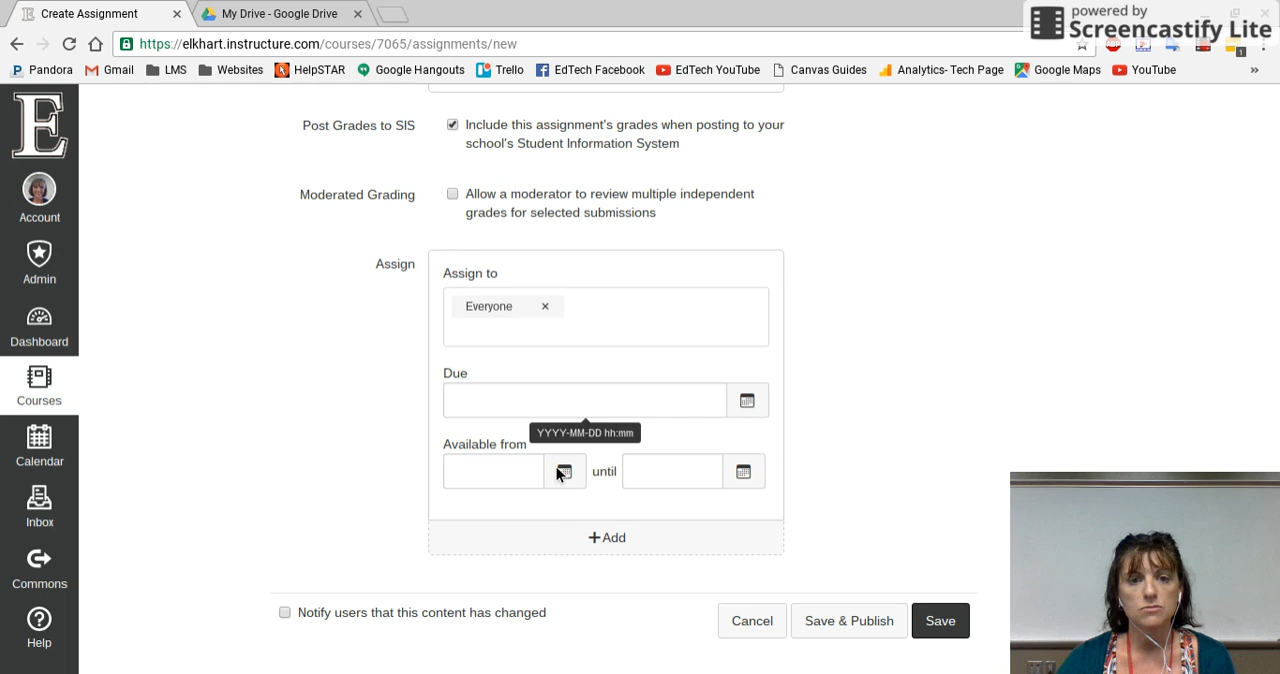 Create Assignment
My Drive - Google Drive
powered by
Screencastify Lite
https://elkhart.instructure.com/courses/7065/assignments/new
1
Pandora
Gmail
LMS
Websites
HelpSTAR
Google Hangouts
Trello
EdTech Facebook
EdTech YouTube
Canvas Guides
Analytics- Tech Page
Google Maps
YouTube
»
E
Account
Admin
Dashboard
Courses
Calendar
Inbox
Commons
Help
Post Grades to SIS
Include this assignment's grades when posting to your
school's Student Information System
Moderated Grading
Allow a moderator to review multiple independent
grades for selected submissions
Assign
Assign to
Everyone
Due
YYYY-MM-DD hh:mm
Available from
until
+Add
Notify users that this content has changed
Cancel
Save & Publish
Save